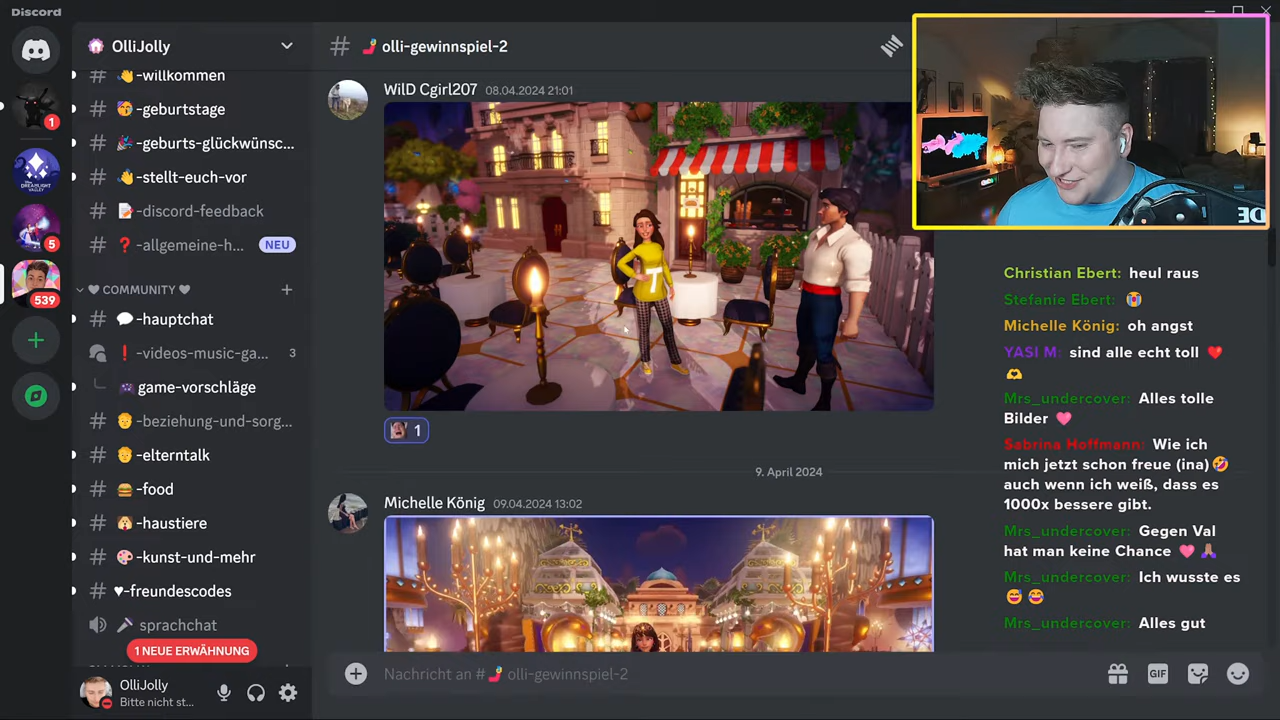 Discord
OlliJolly
-willkommen
-geburtstage
-geburts-glückwünsc...
-stellt-euch-vor
-discord-feedback
-allgemeine-h... NEU
COMMUNITY
-hauptchat
-videos-music-ga... 3
game-vorschläge
-beziehung-und-sorg...
-elterntalk
-food
-haustiere
-kunst-und-mehr
-freundescodes
sprachchat
1 NEUE ERWÄHNUNG
OlliJolly
Bitte nicht st...
1
5
539
# olli-gewinnspiel-2
WilD Cgirl207 08.04.2024 21:01
T
1
9. April 2024
Michelle König 09.04.2024 13:02
Nachricht an # olli-gewinnspiel-2
GIF
Christian Ebert: heul raus
Stefanie Ebert: 😭
Michelle König: oh angst
YASI M: sind alle echt toll ❤️
🫶
Mrs_undercover: Alles tolle
Bilder 🩷
Sabrina Hoffmann: Wie ich
mich jetzt schon freue (ina)🤣
auch wenn ich weiß, dass es
1000x bessere gibt.
Mrs_undercover: Gegen Val
hat man keine Chance 🩷 🙏🏽
Mrs_undercover: Ich wusste es
😅 😂
Mrs_undercover: Alles gut